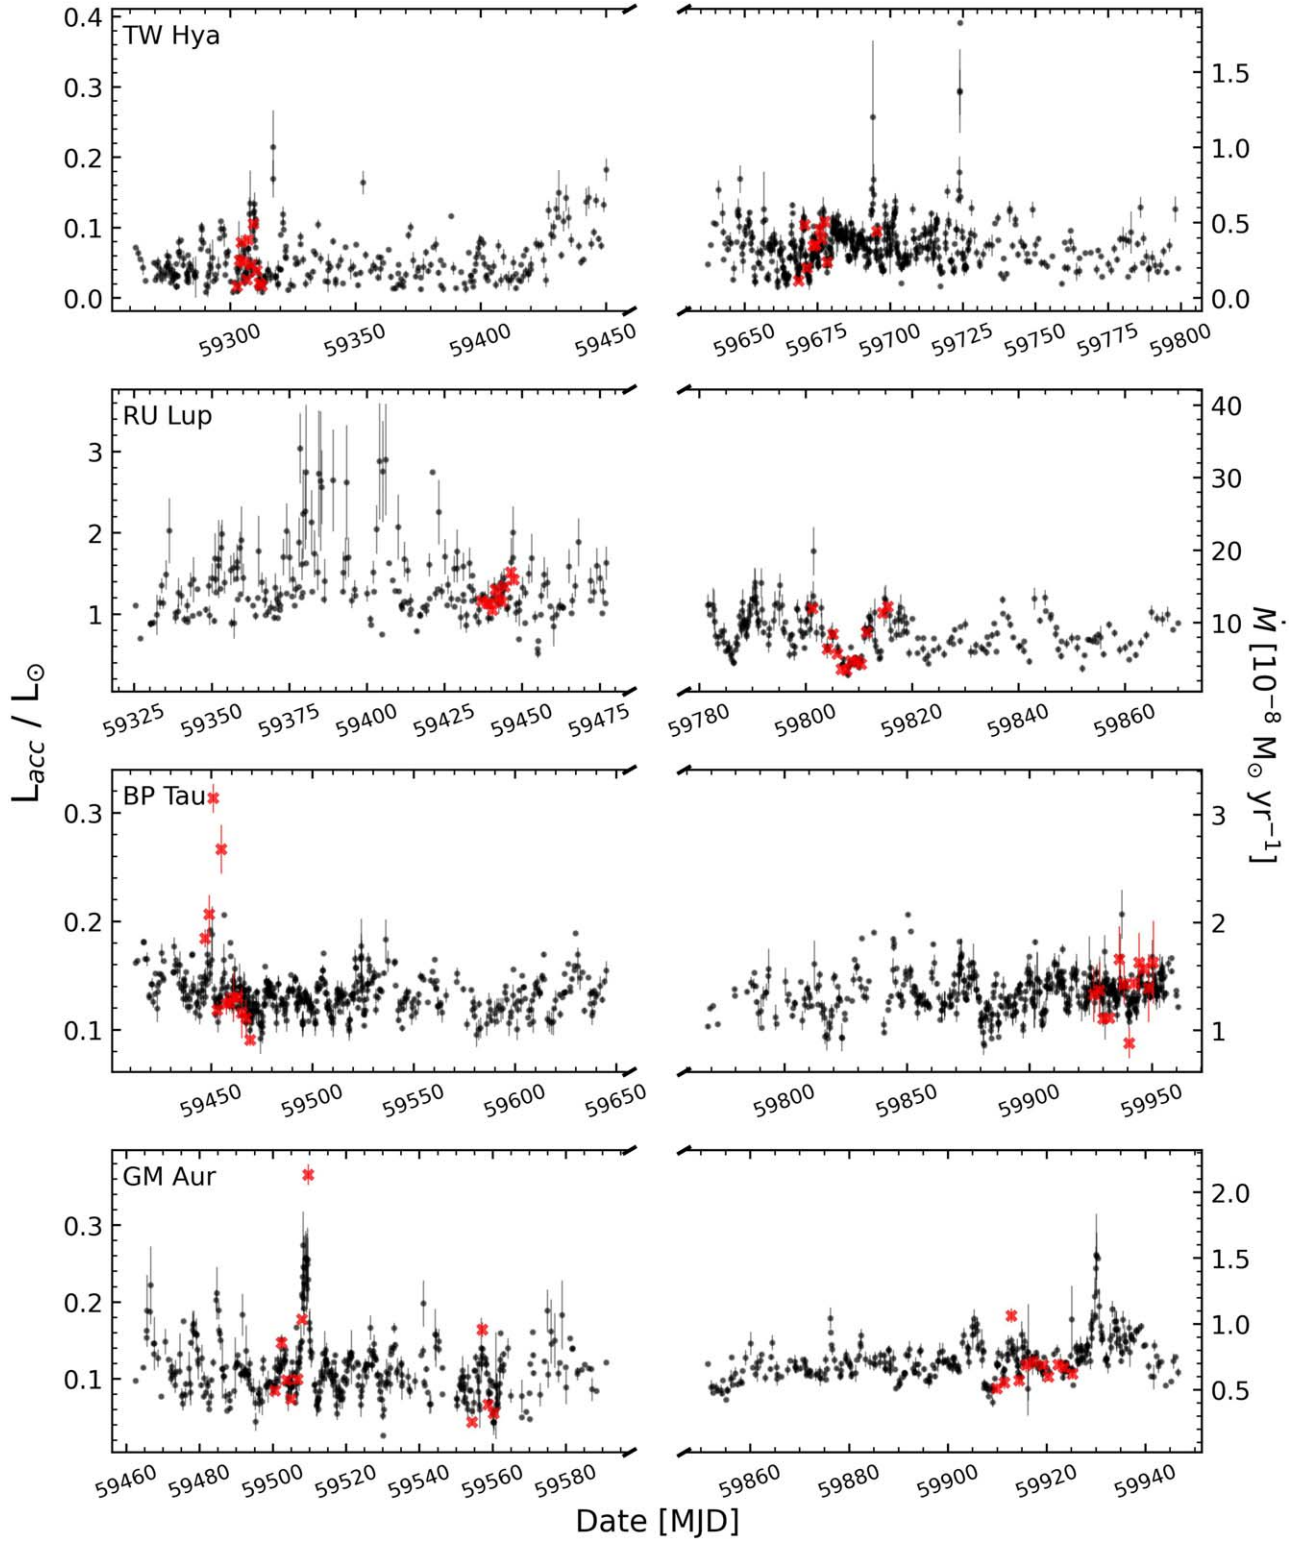 TW Hya
0.4
0.3
0.2
0.1
0.0
1.5
1.0
0.5
0.0
59300 59350 59400 59450 59650 59675 59700 59725 59750 59775 59800
RU Lup
3
2
1
40
30
20
10
59325 59350 59375 59400 59425 59450 59475 59780 59800 59820 59840 59860
L_acc / L_⊙
Ṁ [10⁻⁸ M_⊙ yr⁻¹]
BP Tau
0.3
0.2
0.1
3
2
1
59450 59500 59550 59600 59650 59800 59850 59900 59950
GM Aur
0.3
0.2
0.1
2.0
1.5
1.0
0.5
59460 59480 59500 59520 59540 59560 59580 59860 59880 59900 59920 59940
Date [MJD]